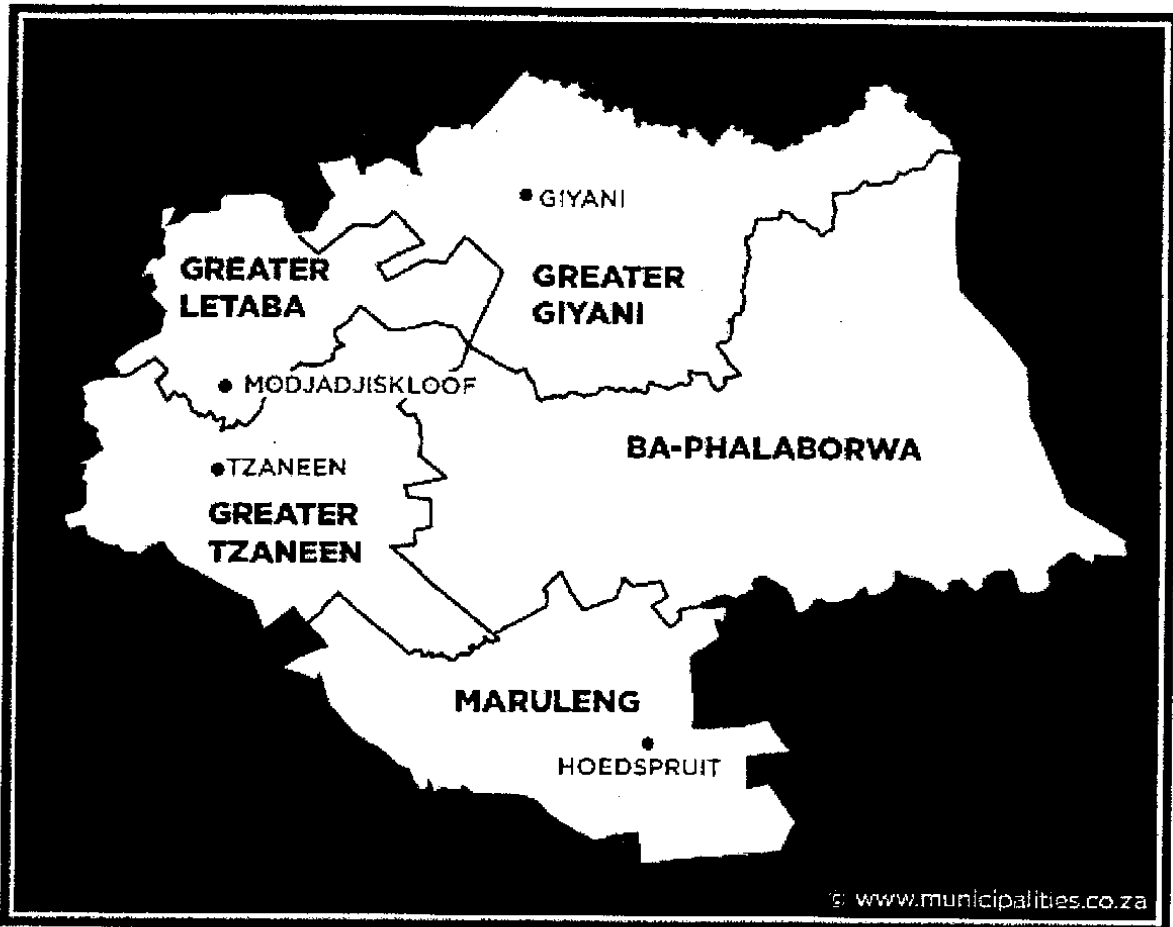 GIYANI
GREATER
LETABA
GREATER
GIYANI
MODJADJISKLOOF
BA-PHALABORWA
TZANEEN
GREATER
TZANEEN
MARULENG
HOEDSPRUIT
© www.municipalities.co.za